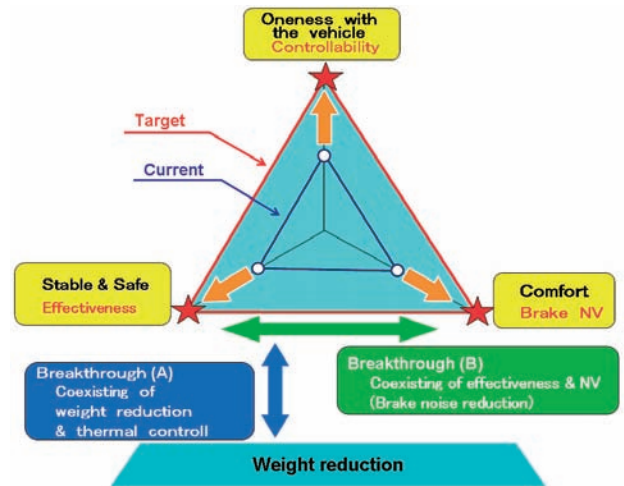 Oneness with
the vehicle
Controllability
Target
Current
Stable & Safe
Effectiveness
Comfort
Brake NV
Breakthrough (A)
Coexisting of
weight reduction
& thermal controll
Breakthrough (B)
Coexisting of effectiveness & NV
(Brake noise reduction)
Weight reduction